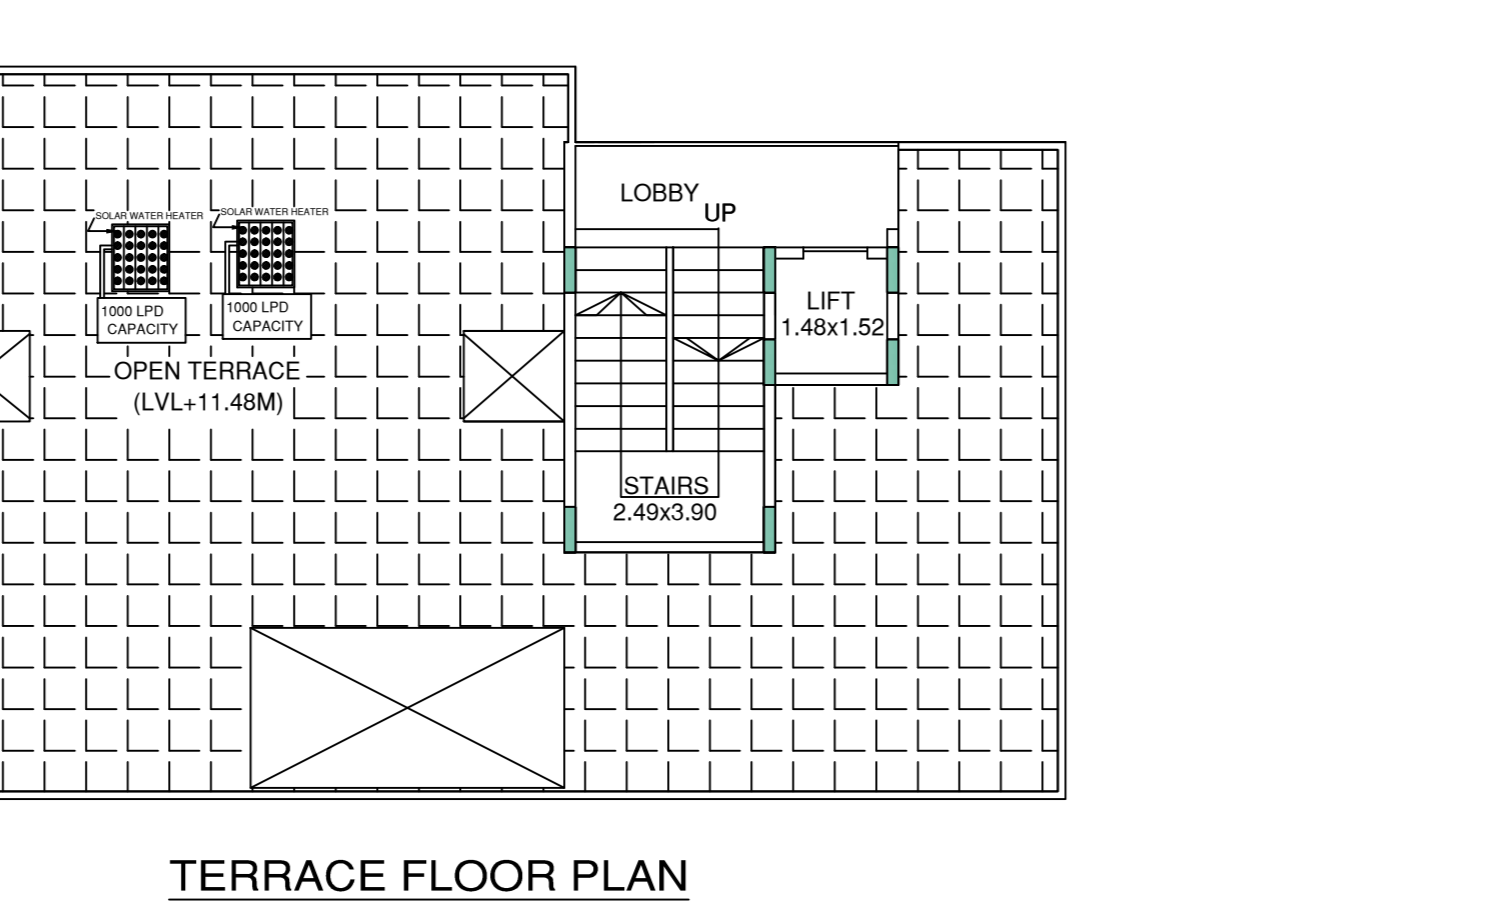 LOBBY
UP
SOLAR WATER HEATER
SOLAR WATER HEATER
1000 LPD
CAPACITY
1000 LPD
CAPACITY
LIFT
1.48x1.52
OPEN TERRACE
(LVL+11.48M)
STAIRS
2.49x3.90
TERRACE FLOOR PLAN